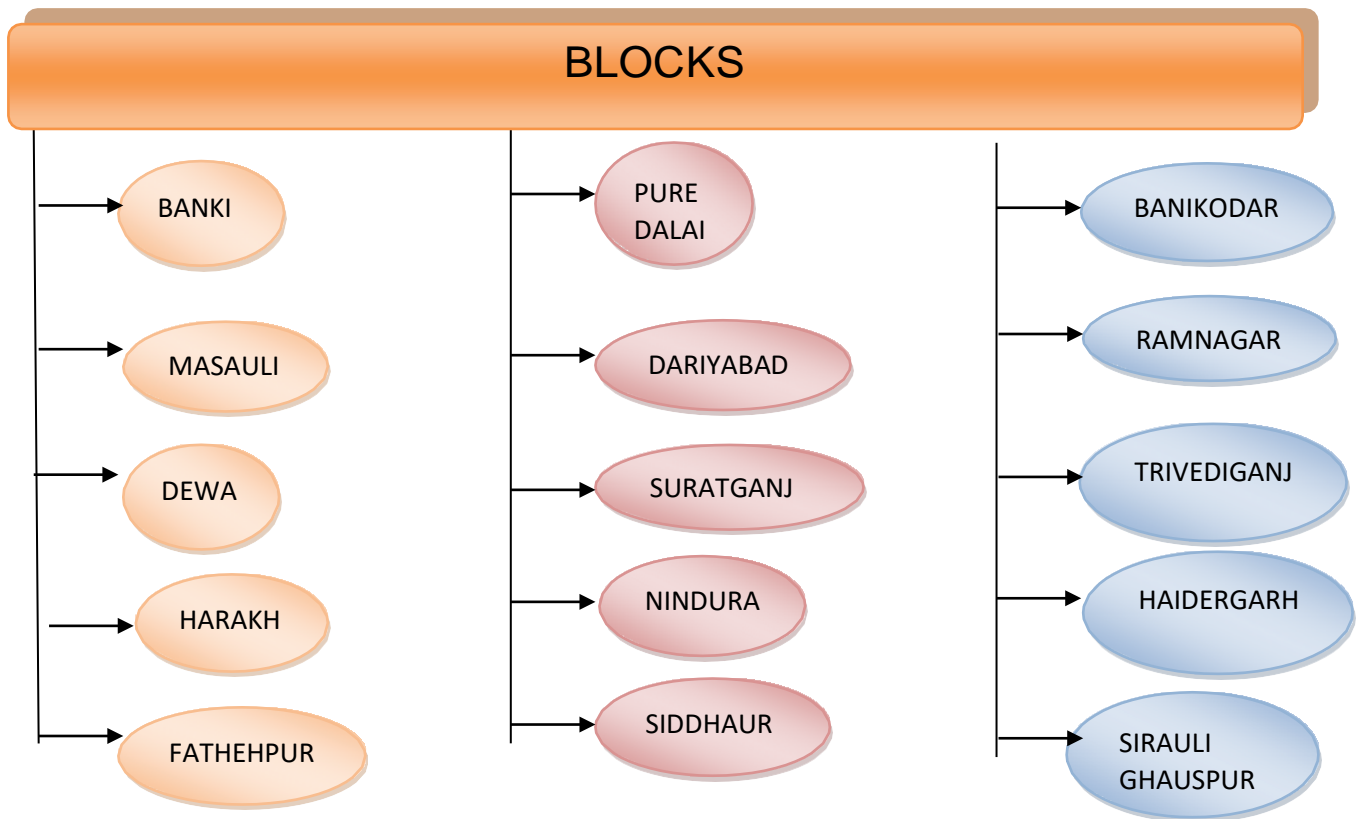 BLOCKS
BANKI
MASAULI
DEWA
HARAKH
FATHEHPUR
PURE
DALAI
DARIYABAD
SURATGANJ
NINDURA
SIDDHAUR
BANIKODAR
RAMNAGAR
TRIVEDIGANJ
HAIDERGARH
SIRAULI
GHAUSPUR